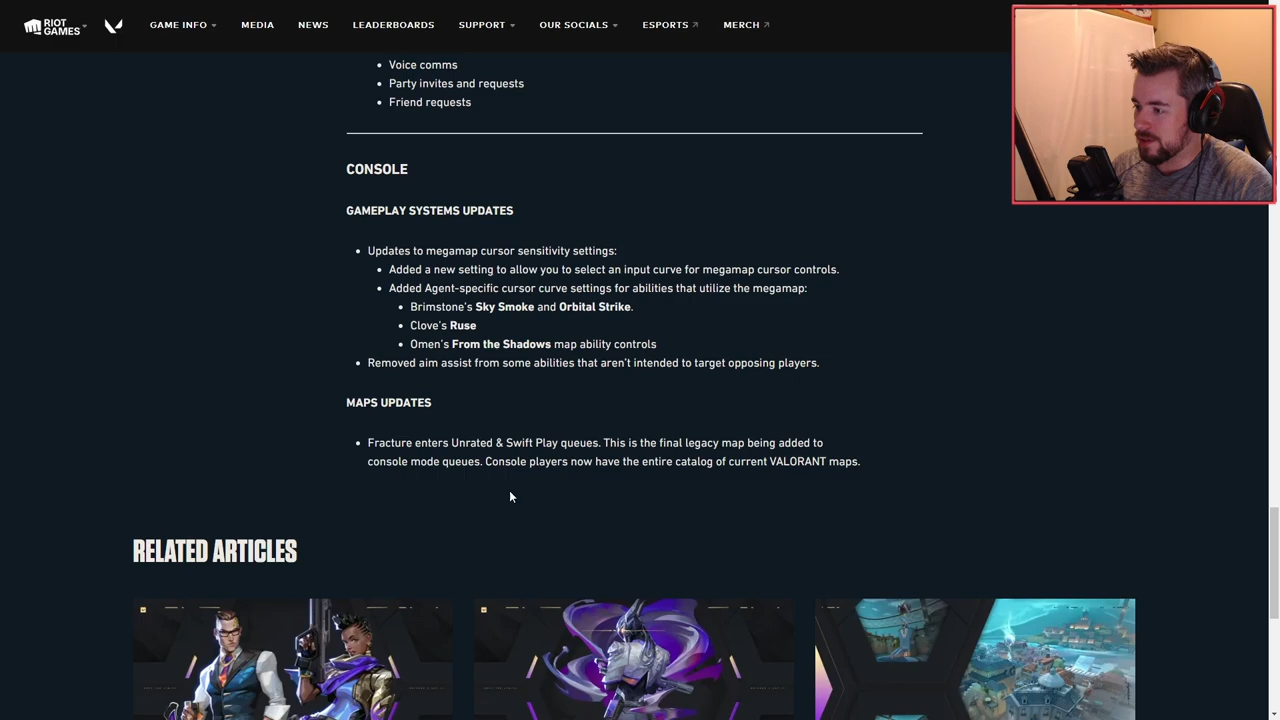 RIOT GAMES
GAME INFO
MEDIA
NEWS
LEADERBOARDS
SUPPORT
OUR SOCIALS
ESPORTS
MERCH
Voice comms
Party invites and requests
Friend requests
CONSOLE
GAMEPLAY SYSTEMS UPDATES
Updates to megamap cursor sensitivity settings:
Added a new setting to allow you to select an input curve for megamap cursor controls.
Added Agent-specific cursor curve settings for abilities that utilize the megamap:
Brimstone's Sky Smoke and Orbital Strike.
Clove's Ruse
Omen's From the Shadows map ability controls
Removed aim assist from some abilities that aren't intended to target opposing players.
MAPS UPDATES
Fracture enters Unrated & Swift Play queues. This is the final legacy map being added to
console mode queues. Console players now have the entire catalog of current VALORANT maps.
RELATED ARTICLES